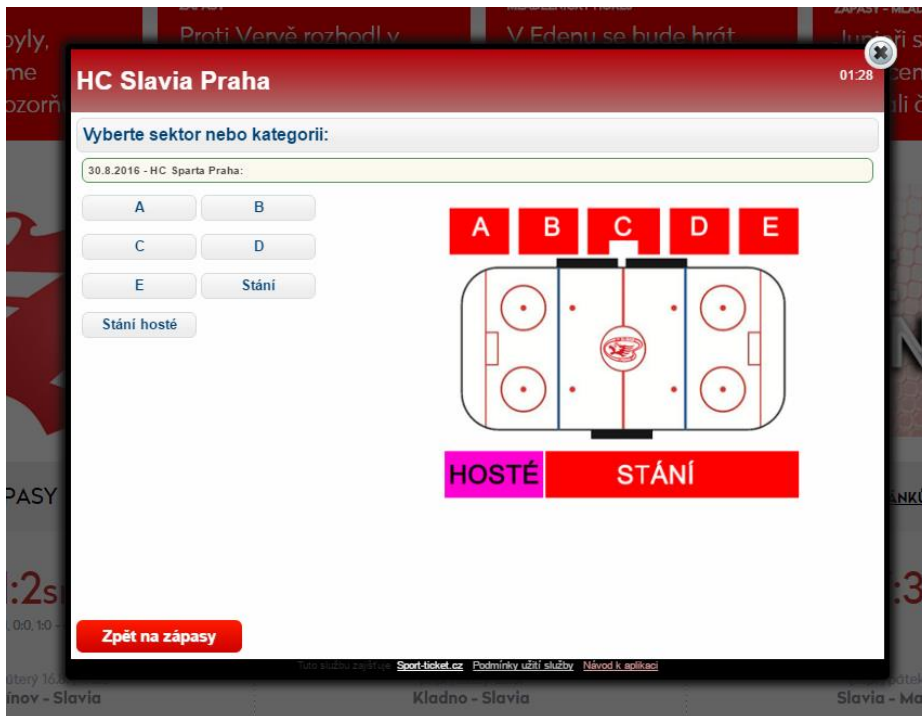 Proti Vervě rozhodl v
V Edenu se bude hrát
byly,
me
HC Slavia Praha
01:28
Vyberte sektor nebo kategorii:
30.8.2016 - HC Sparta Praha:
A B
C D
E Stání
Stání hosté
A B C D E
HOSTÉ STÁNÍ
PASY
Zpět na zápasy
Tuto službu zajišťuje Sport-ticket.cz Podmínky užití služby Návod k aplikaci
Kladno - Slavia